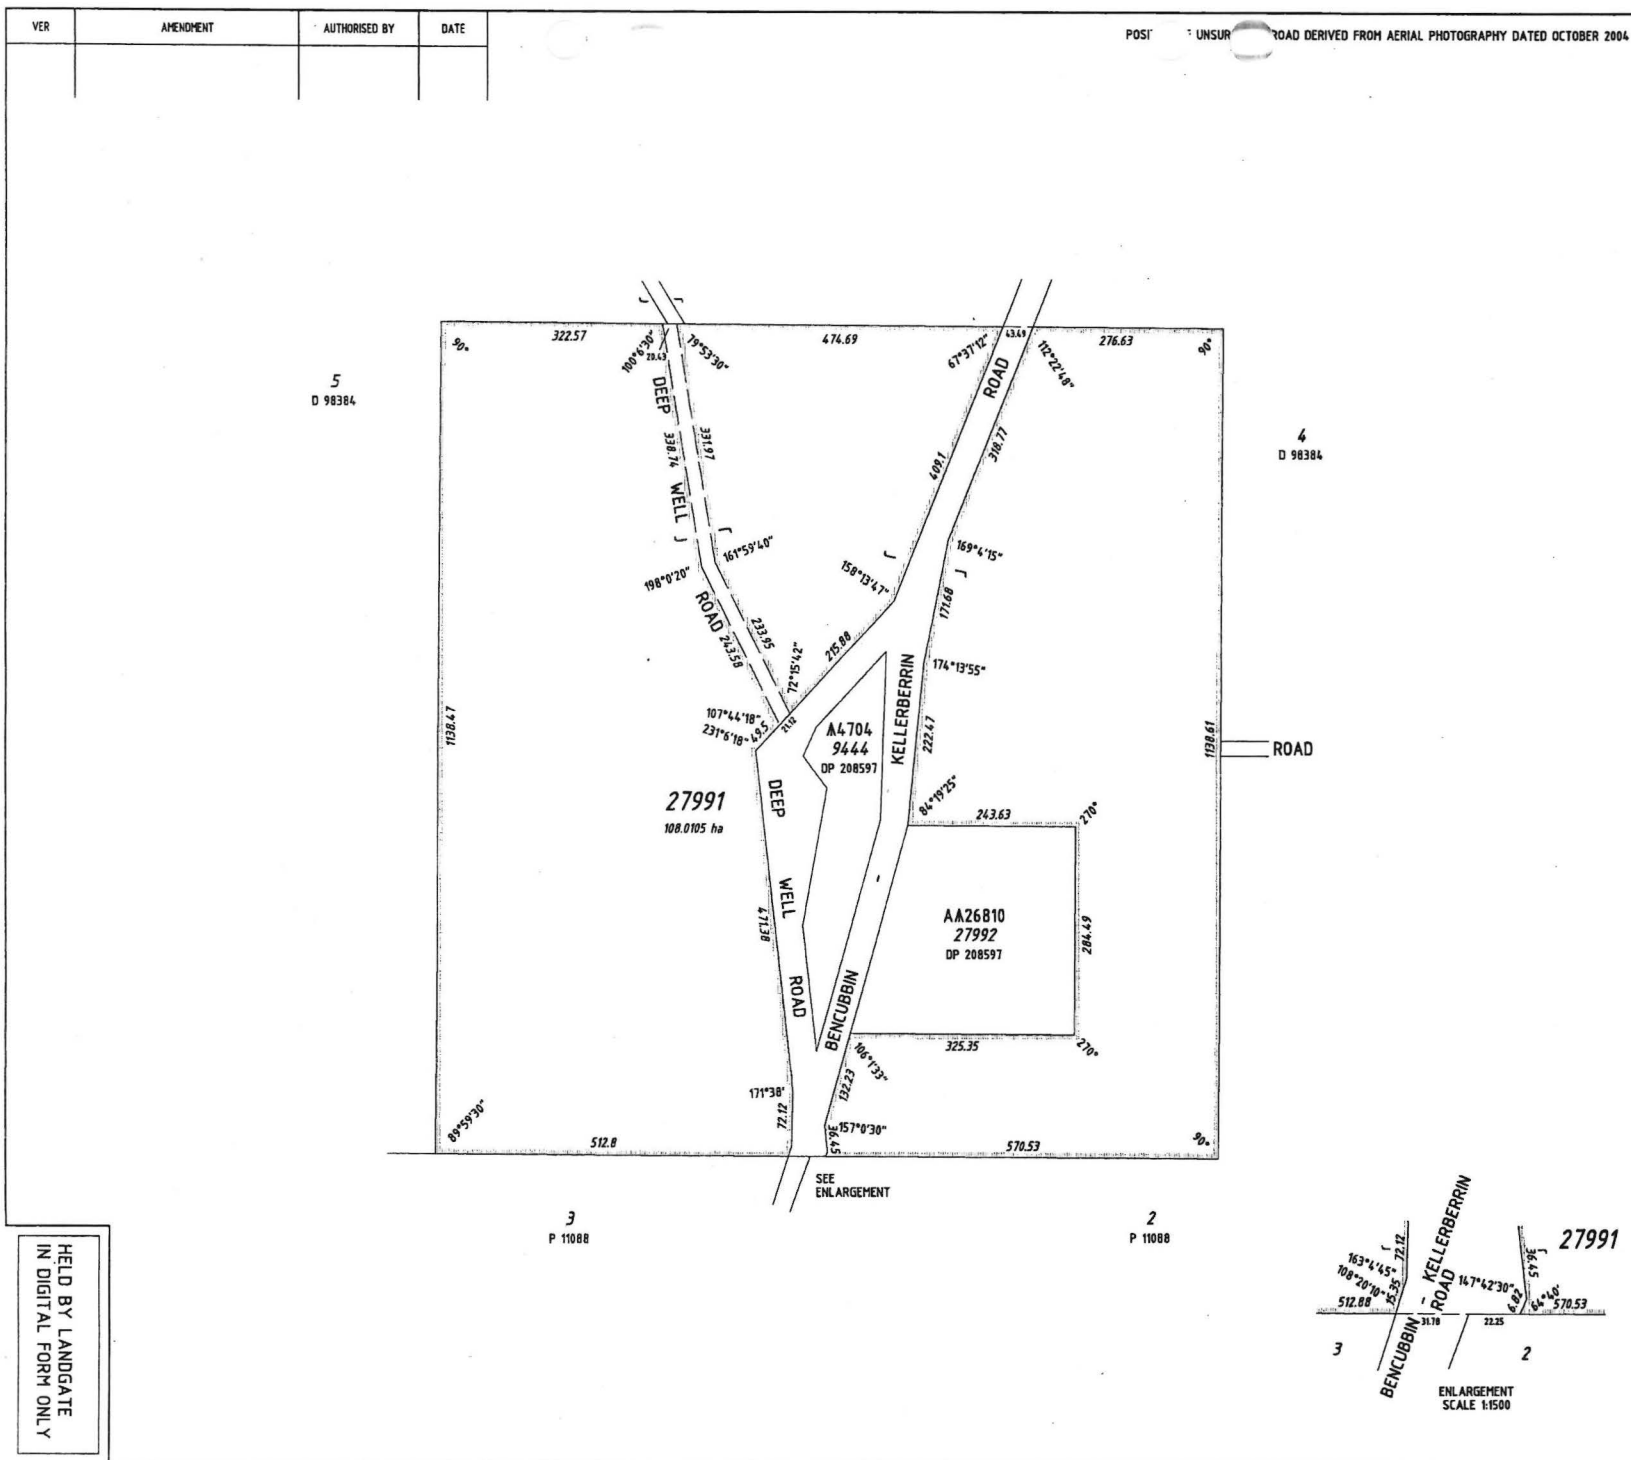 VER AMENDMENT AUTHORISED BY DATE
UNSUR ROAD DERIVED FROM AERIAL PHOTOGRAPHY DATED OCTOBER 2004
322.57
474.69
43.49
276.63
90°
100°6'30"
20.43
79°53'30"
67°37'12"
112°22'48"
90°
5
D 98384
4
D 98384
DEEP
WELL
ROAD
338.74
331.97
ROAD
409.1
318.77
198°0'20"
161°59'40"
158°13'47"
169°4'15"
243.58
233.95
72°15'42"
215.88
171.68
174°13'55"
107°44'18"
231°6'18"
49.5
21.12
4704
9444
DP 208597
KELLERBERRIN
222.47
1138.47
1138.61
ROAD
27991
108.0105 ha
DEEP
WELL
ROAD
84°19'25"
243.63
270°
471.38
AA26810
27992
DP 208597
284.49
BENCUBBIN
325.35
270°
106°1'33"
132.23
171°38'
72.12
157°0'30"
36.45
89°59'30"
512.8
570.53
90°
SEE
ENLARGEMENT
3
P 11088
2
P 11088
HELD BY LANDGATE
IN DIGITAL FORM ONLY
27991
KELLERBERRIN
ROAD
BENCUBBIN
163°4'45"
108°20'10"
72.12
15.35
512.88
147°42'30"
36.45
6.82
64°40'
570.53
31.78
22.25
3
2
ENLARGEMENT
SCALE 1:1500